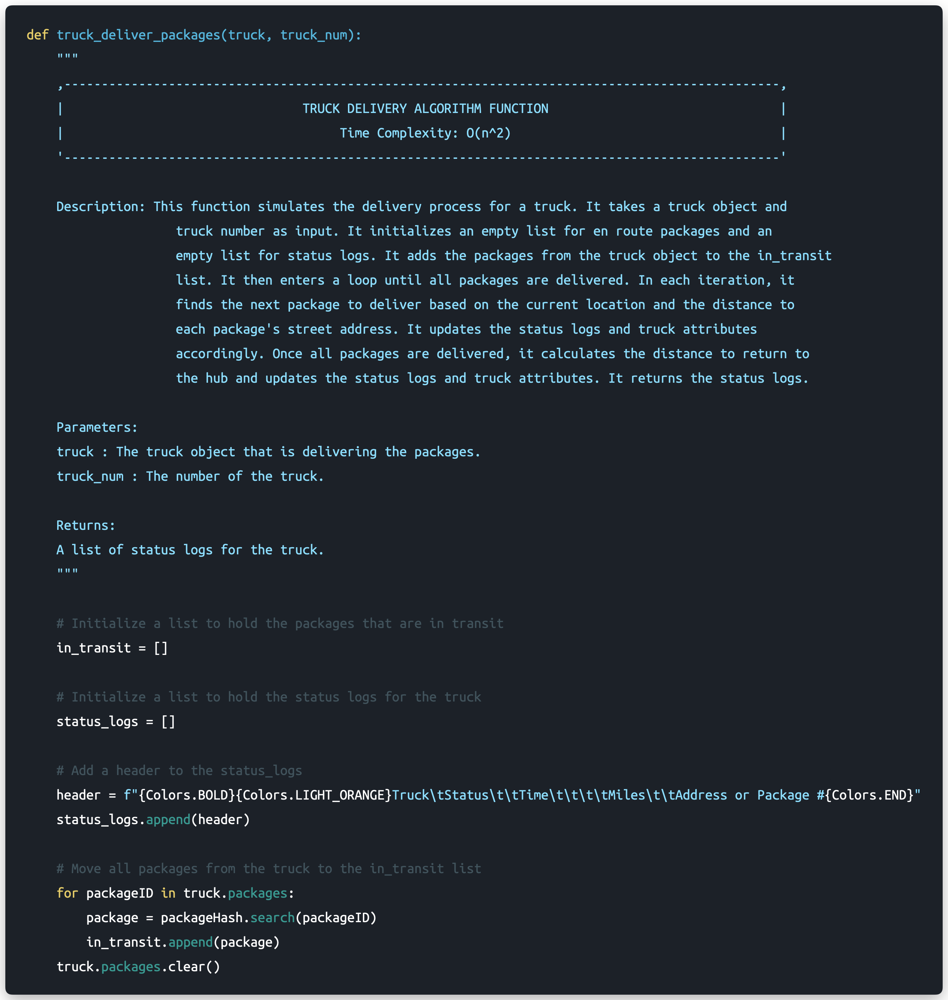 def truck_deliver_packages(truck, truck_num):
    """
    ,------------------------------------------------------------------------------------------------,
    |                                TRUCK DELIVERY ALGORITHM FUNCTION                               |
    |                                     Time Complexity: O(n^2)                                    |
    '------------------------------------------------------------------------------------------------'

    Description: This function simulates the delivery process for a truck. It takes a truck object and
                    truck number as input. It initializes an empty list for en route packages and an
                    empty list for status logs. It adds the packages from the truck object to the in_transit
                    list. It then enters a loop until all packages are delivered. In each iteration, it
                    finds the next package to deliver based on the current location and the distance to
                    each package's street address. It updates the status logs and truck attributes
                    accordingly. Once all packages are delivered, it calculates the distance to return to
                    the hub and updates the status logs and truck attributes. It returns the status logs.

    Parameters:
    truck : The truck object that is delivering the packages.
    truck_num : The number of the truck.

    Returns:
    A list of status logs for the truck.
    """

    # Initialize a list to hold the packages that are in transit
    in_transit = []

    # Initialize a list to hold the status logs for the truck
    status_logs = []

    # Add a header to the status_logs
    header = f"{Colors.BOLD}{Colors.LIGHT_ORANGE}Truck\tStatus\t\tTime\t\t\t\tMiles\t\tAddress or Package #{Colors.END}"
    status_logs.append(header)

    # Move all packages from the truck to the in_transit list
    for packageID in truck.packages:
        package = packageHash.search(packageID)
        in_transit.append(package)
    truck.packages.clear()